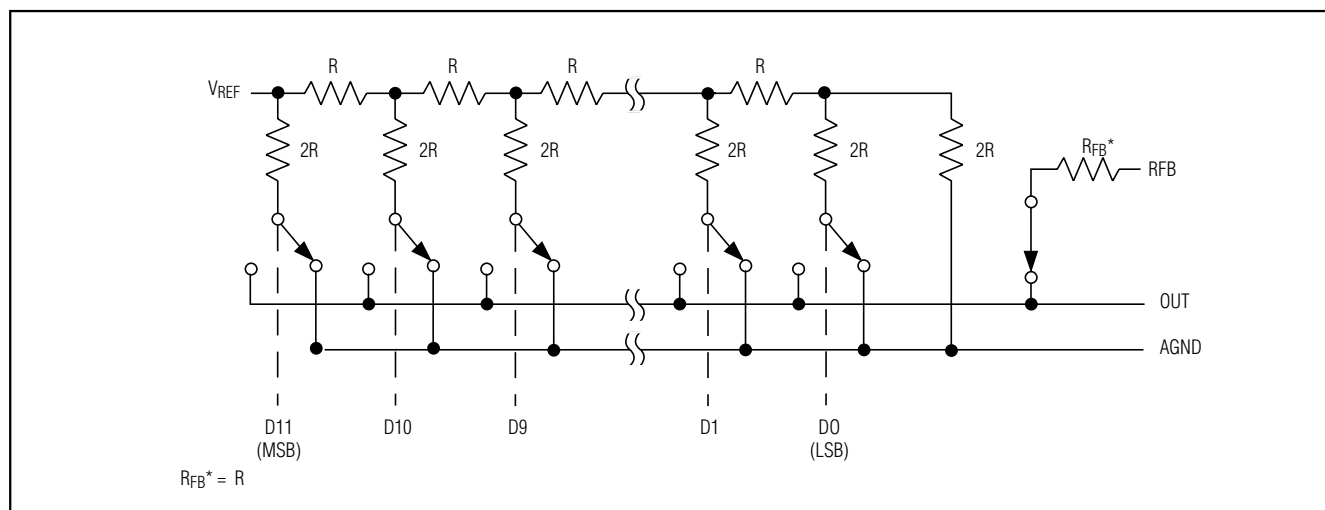 R R R R
VREF
2R 2R 2R 2R 2R 2R
RFB*
RFB
OUT
AGND
D11 D10 D9 D1 D0
(MSB) (LSB)
RFB* = R